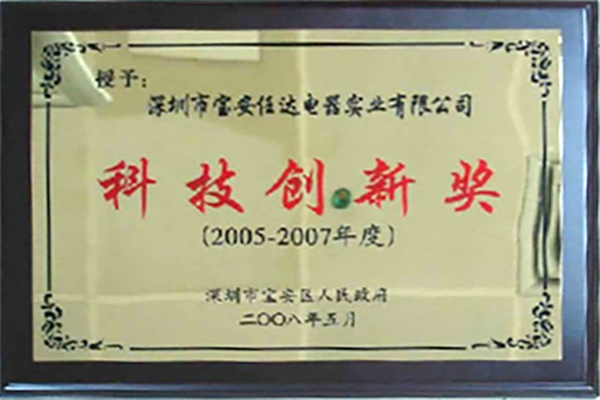 授予：
深圳市宝安任达电器实业有限公司
科技创新奖
(2005-2007年度)
深圳市宝安区人民政府
二〇〇八年五月